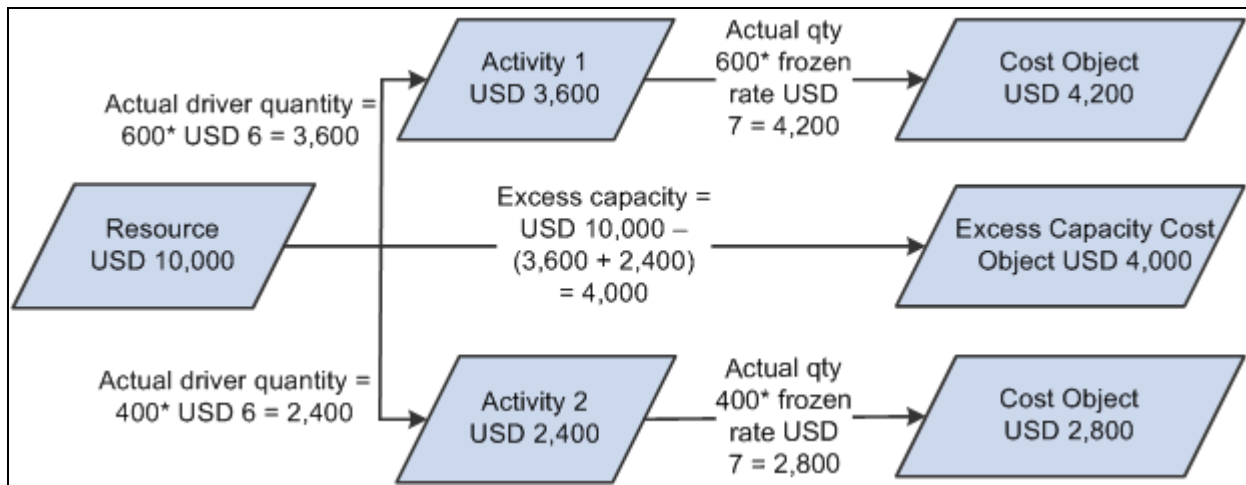 Actual driver quantity =
600* USD 6 = 3,600
Activity 1
USD 3,600
Actual qty
600* frozen
rate USD
7 = 4,200
Cost Object
USD 4,200
Resource
USD 10,000
Excess capacity =
USD 10,000 –
(3,600 + 2,400)
= 4,000
Excess Capacity Cost
Object USD 4,000
Actual driver quantity =
400* USD 6 = 2,400
Activity 2
USD 2,400
Actual qty
400* frozen
rate USD
7 = 2,800
Cost Object
USD 2,800